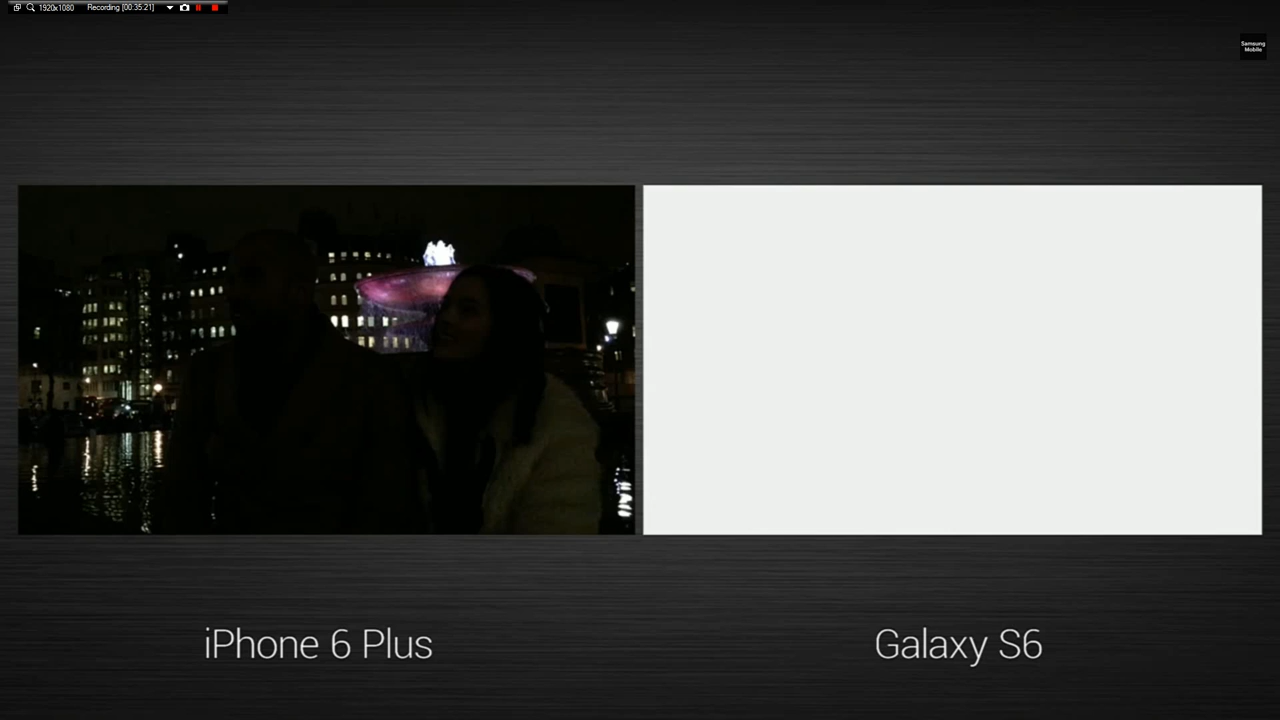 1920x1080 Recording [00:35:21]
Samsung
Mobile
iPhone 6 Plus
Galaxy S6